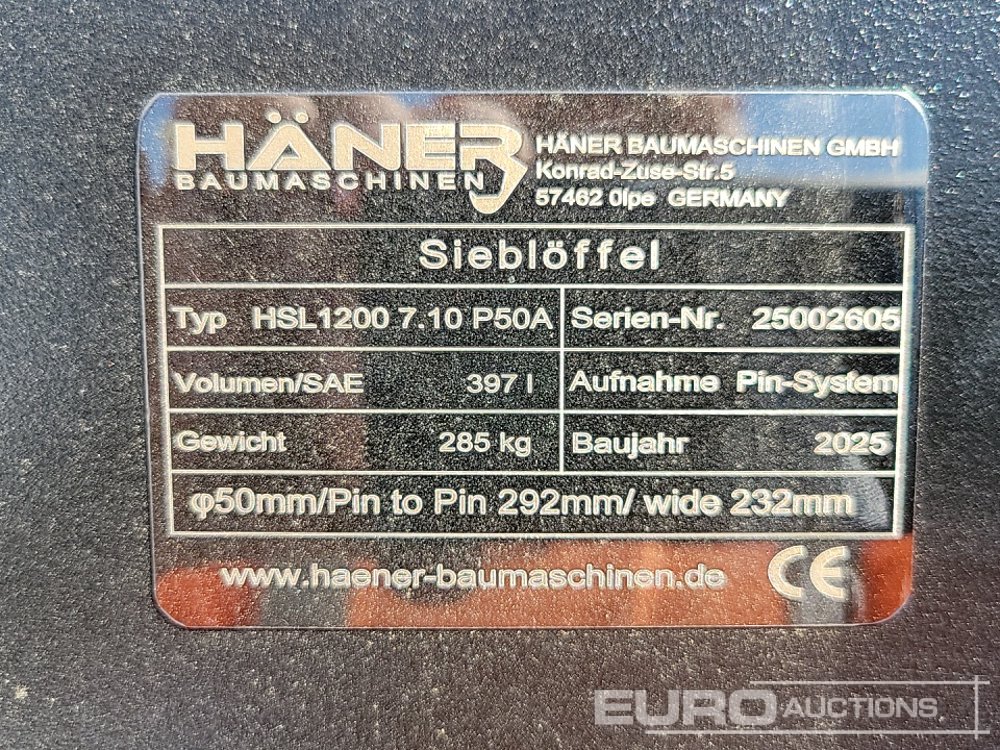 HÄNER
BAUMASCHINEN
HÄNER BAUMASCHINEN GMBH
Konrad-Zuse-Str.5
57462 0lpe GERMANY
Sieblöffel
Typ HSL1200 7.10 P50A Serien-Nr. 25002605
Volumen/SAE 397 l Aufnahme Pin-System
Gewicht 285 kg Baujahr 2025
φ50mm/Pin to Pin 292mm/ wide 232mm
www.haener-baumaschinen.de CE
EURO AUCTIONS